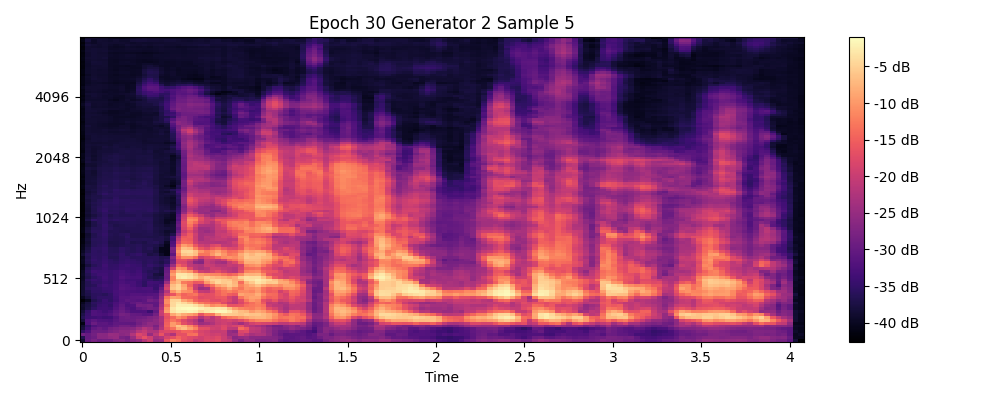 Epoch 30 Generator 2 Sample 5
Hz
4096
2048
1024
512
0
0
0.5
1
1.5
2
2.5
3
3.5
4
Time
-5 dB
-10 dB
-15 dB
-20 dB
-25 dB
-30 dB
-35 dB
-40 dB